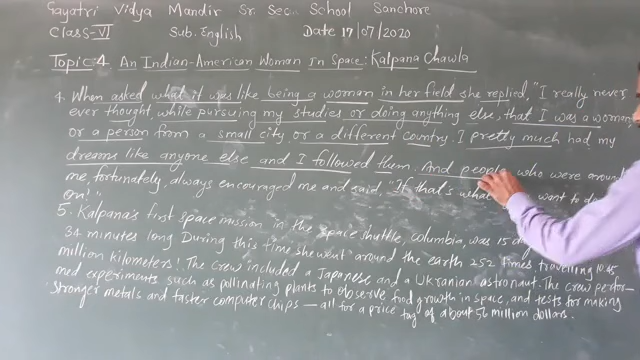 Gayatri Vidya Mandir Sr. Sec. School Sanchore
Class-VI Sub. English Date 17/07/2020
Topic:4 An Indian-American Woman In Space: Kalpana Chawla
4. When asked what it was like being a woman in her field she replied, "I really never,
ever thought, while pursuing my studies or doing anything else, that I was a woman,
or a person from a small city, or a different country. I pretty much had my
dreams like anyone else and I followed them. And people who were around
me, fortunately, always encouraged me and said, "If that's what want to do
on'.
5. Kalpana's first space mission in the space shuttle, Columbia, was 15
34 minutes long During this time she went around the earth 252 times, travelling 10.45
million kilometers! The crew included a Japanese and a Ukranian astronaut. The crew perfor-
med experiments such as pollinating plants to observe food growth in space, and tests for making
stronger metals and faster computer chips — all for a price tag of about 56 million dollars.